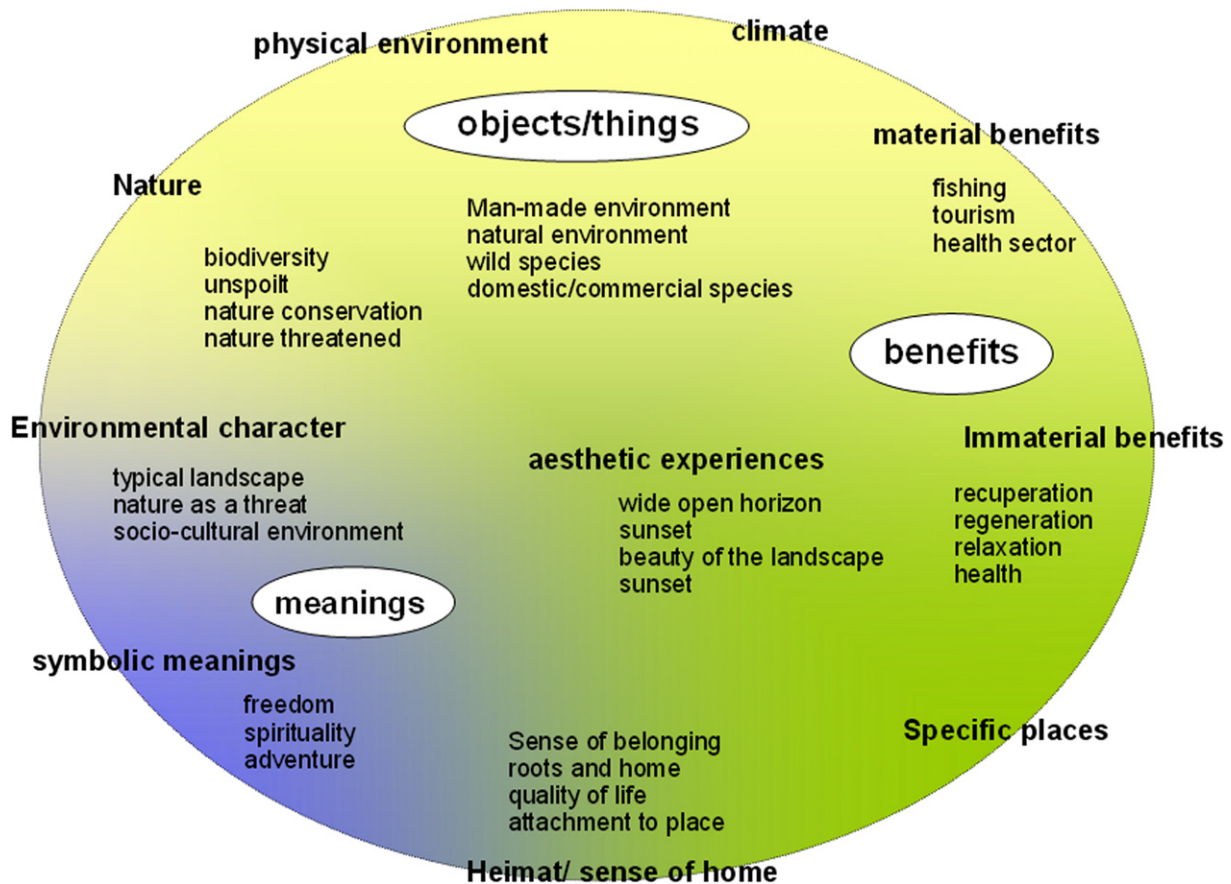 physical environment
climate
objects/things
material benefits
Nature
fishing
tourism
health sector
Man-made environment
natural environment
wild species
domestic/commercial species
biodiversity
unspoilt
nature conservation
nature threatened
benefits
Environmental character
Immaterial benefits
aesthetic experiences
typical landscape
nature as a threat
socio-cultural environment
wide open horizon
sunset
beauty of the landscape
sunset
recuperation
regeneration
relaxation
health
meanings
symbolic meanings
freedom
spirituality
adventure
Sense of belonging
roots and home
quality of life
attachment to place
Specific places
Heimat/ sense of home